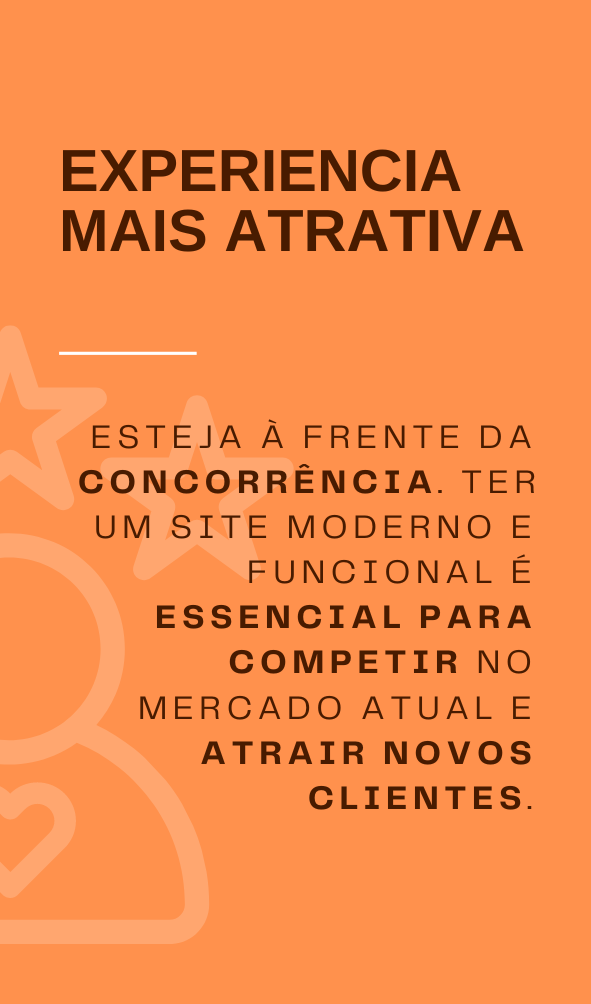 EXPERIENCIA
MAIS ATRATIVA
ESTEJA À FRENTE DA
CONCORRÊNCIA. TER
UM SITE MODERNO E
FUNCIONAL É
ESSENCIAL PARA
COMPETIR NO
MERCADO ATUAL E
ATRAIR NOVOS
CLIENTES.